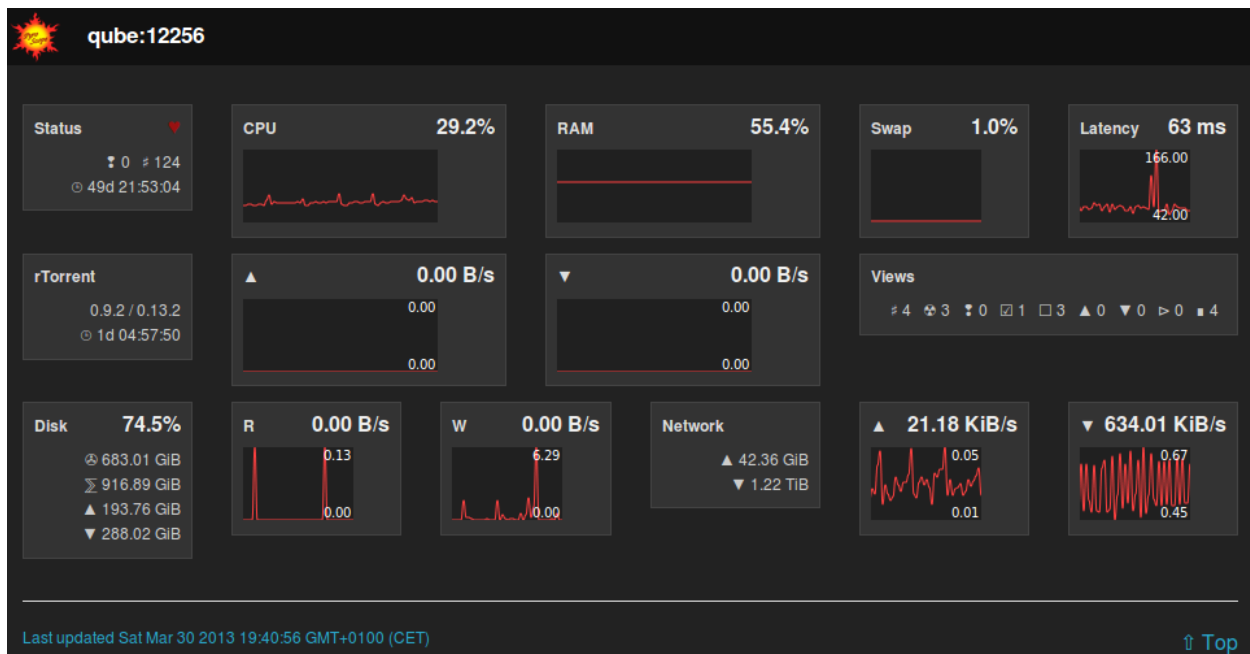 Pyro Scope
qube:12256
Status ♥
❢ 0 ♯ 124
◷ 49d 21:53:04
CPU 29.2%
RAM 55.4%
Swap 1.0%
Latency 63 ms
166.00
42.00
rTorrent
0.9.2 / 0.13.2
◷ 1d 04:57:50
▲ 0.00 B/s
0.00
0.00
▼ 0.00 B/s
0.00
0.00
Views
♯ 4 ☢ 3 ❢ 0 ☑ 1 ☐ 3 ▲ 0 ▼ 0 ⊳ 0 ∎ 4
Disk 74.5%
✇ 683.01 GiB
⅀ 916.89 GiB
▲ 193.76 GiB
▼ 288.02 GiB
R 0.00 B/s
0.13
0.00
W 0.00 B/s
6.29
0.00
Network
▲ 42.36 GiB
▼ 1.22 TiB
▲ 21.18 KiB/s
0.05
0.01
▼ 634.01 KiB/s
0.67
0.45
Last updated Sat Mar 30 2013 19:40:56 GMT+0100 (CET)
⇧ Top